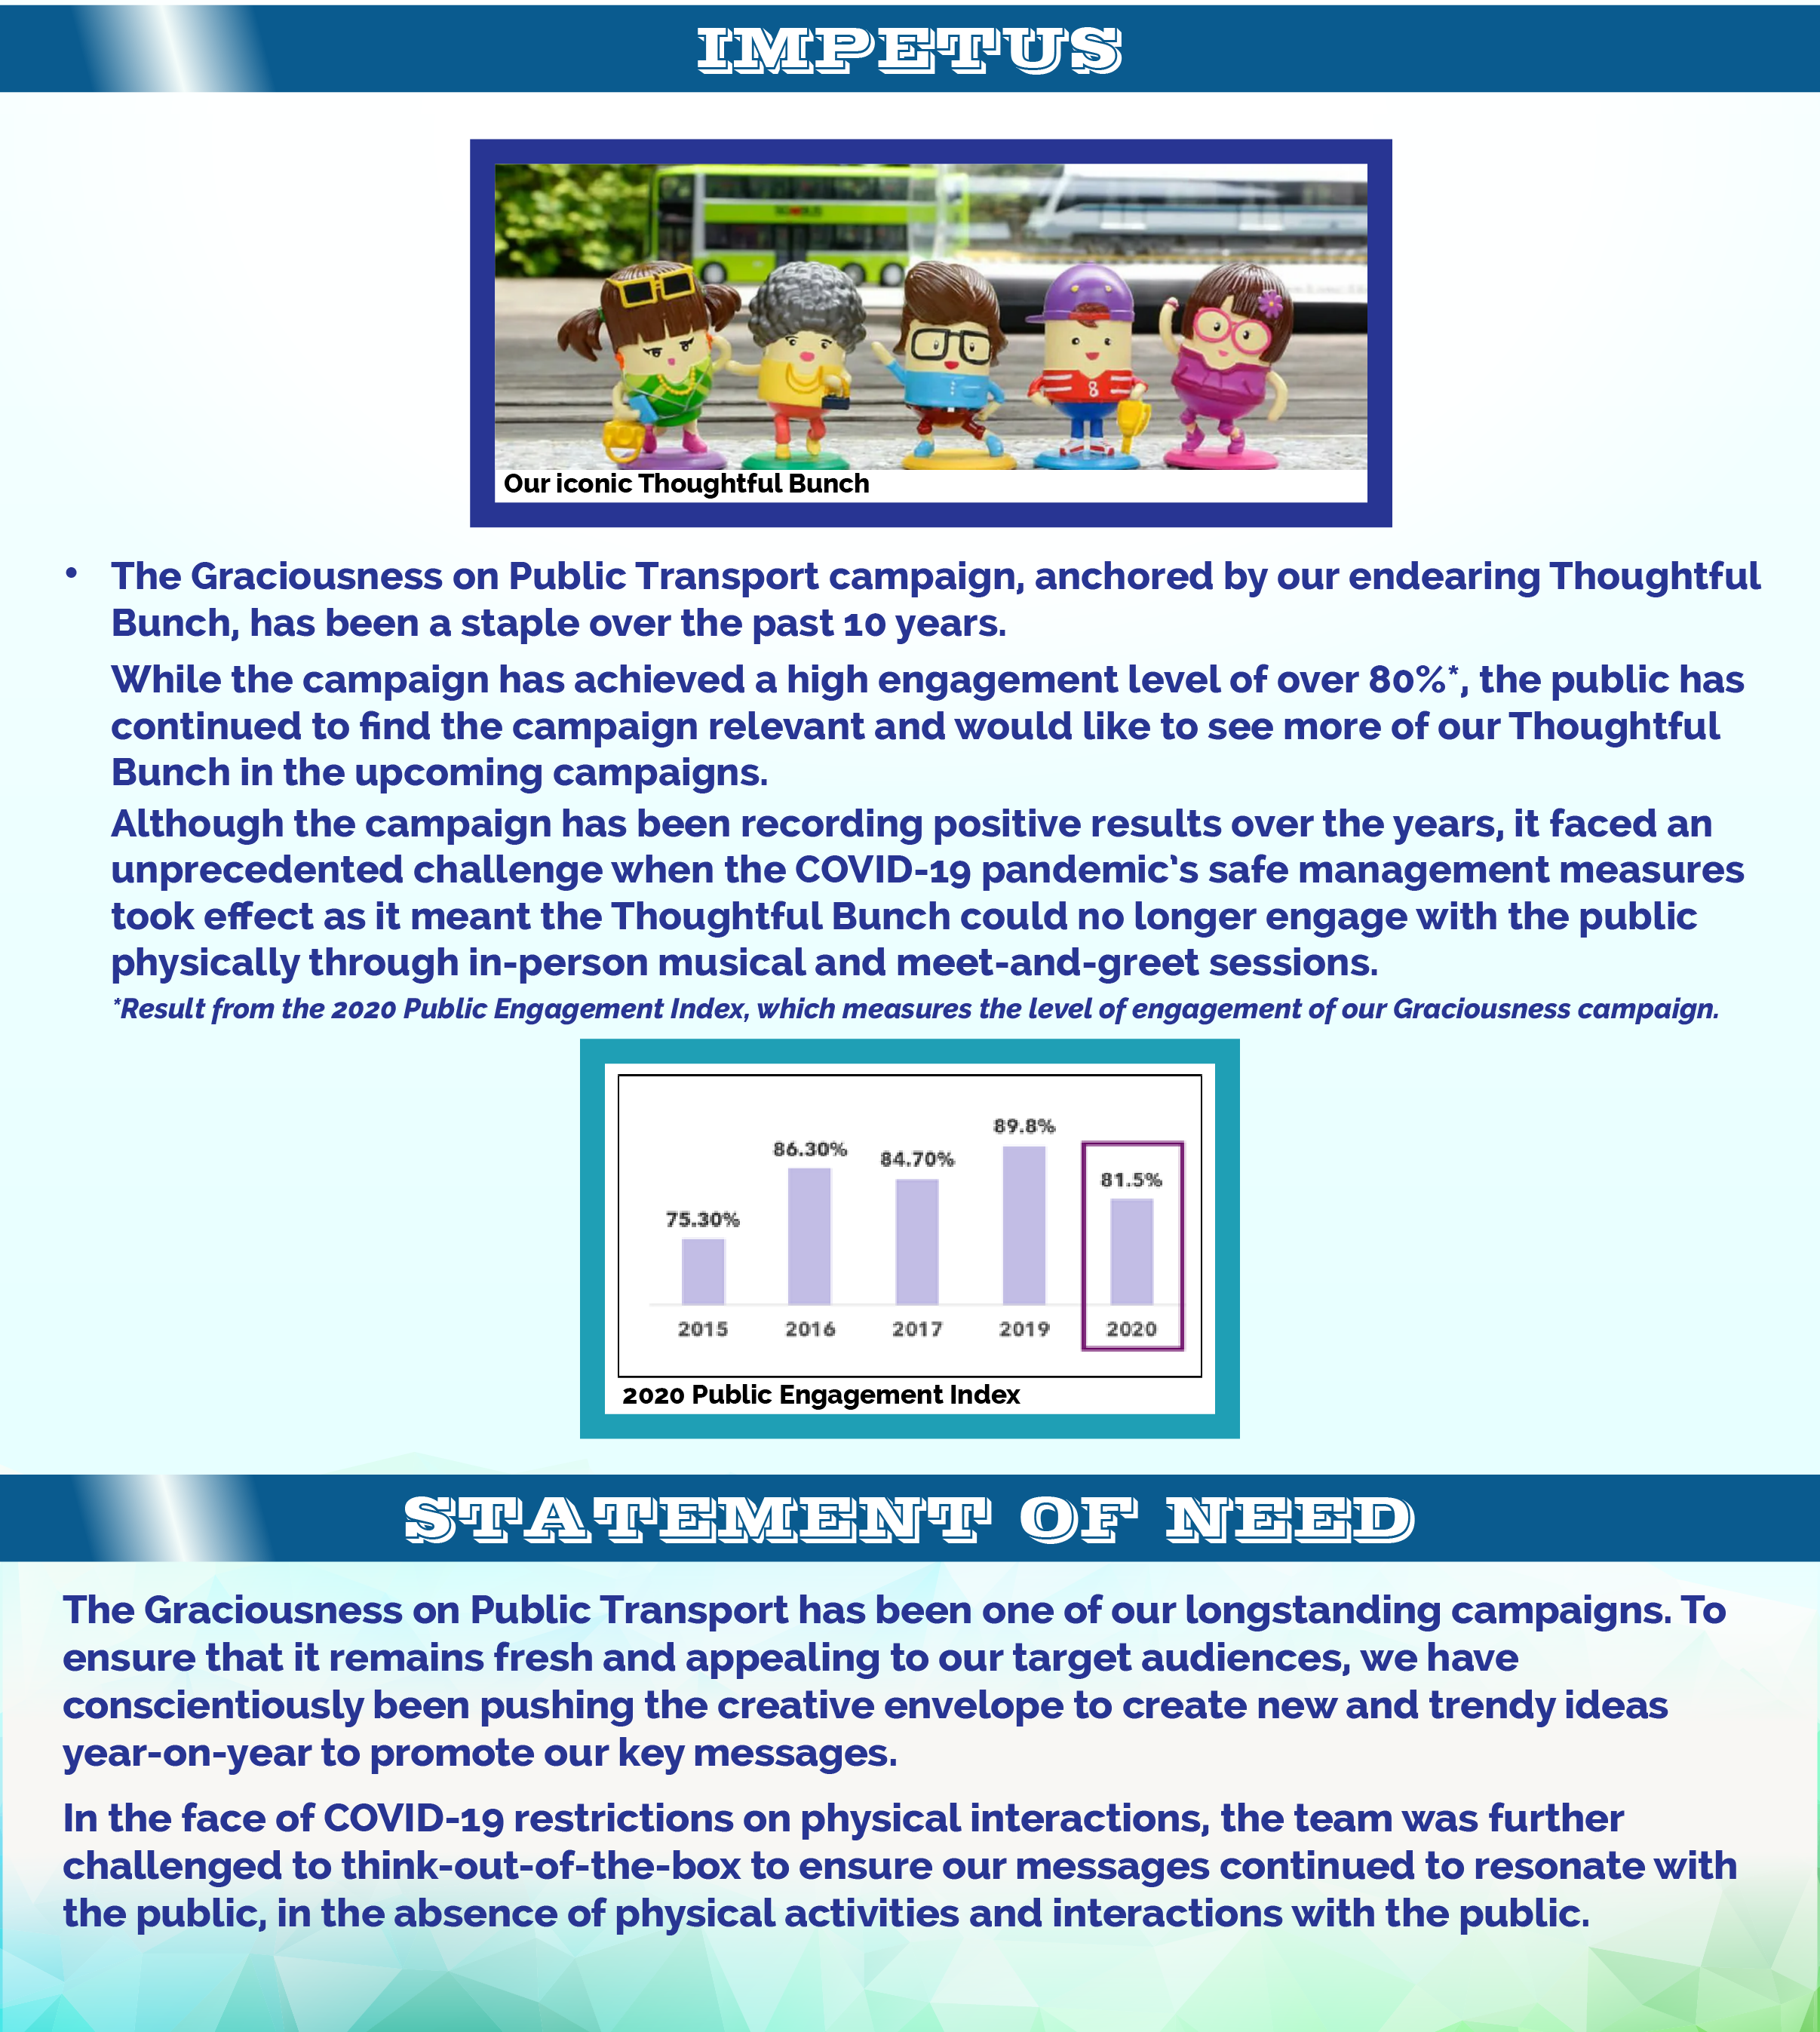 IMPETUS
Our iconic Thoughtful Bunch
• The Graciousness on Public Transport campaign, anchored by our endearing Thoughtful
Bunch, has been a staple over the past 10 years.
While the campaign has achieved a high engagement level of over 80%*, the public has
continued to find the campaign relevant and would like to see more of our Thoughtful
Bunch in the upcoming campaigns.
Although the campaign has been recording positive results over the years, it faced an
unprecedented challenge when the COVID-19 pandemic's safe management measures
took effect as it meant the Thoughtful Bunch could no longer engage with the public
physically through in-person musical and meet-and-greet sessions.
*Result from the 2020 Public Engagement Index, which measures the level of engagement of our Graciousness campaign.
75.30% 86.30% 84.70% 89.8% 81.5%
2015 2016 2017 2019 2020
2020 Public Engagement Index
STATEMENT OF NEED
The Graciousness on Public Transport has been one of our longstanding campaigns. To
ensure that it remains fresh and appealing to our target audiences, we have
conscientiously been pushing the creative envelope to create new and trendy ideas
year-on-year to promote our key messages.
In the face of COVID-19 restrictions on physical interactions, the team was further
challenged to think-out-of-the-box to ensure our messages continued to resonate with
the public, in the absence of physical activities and interactions with the public.